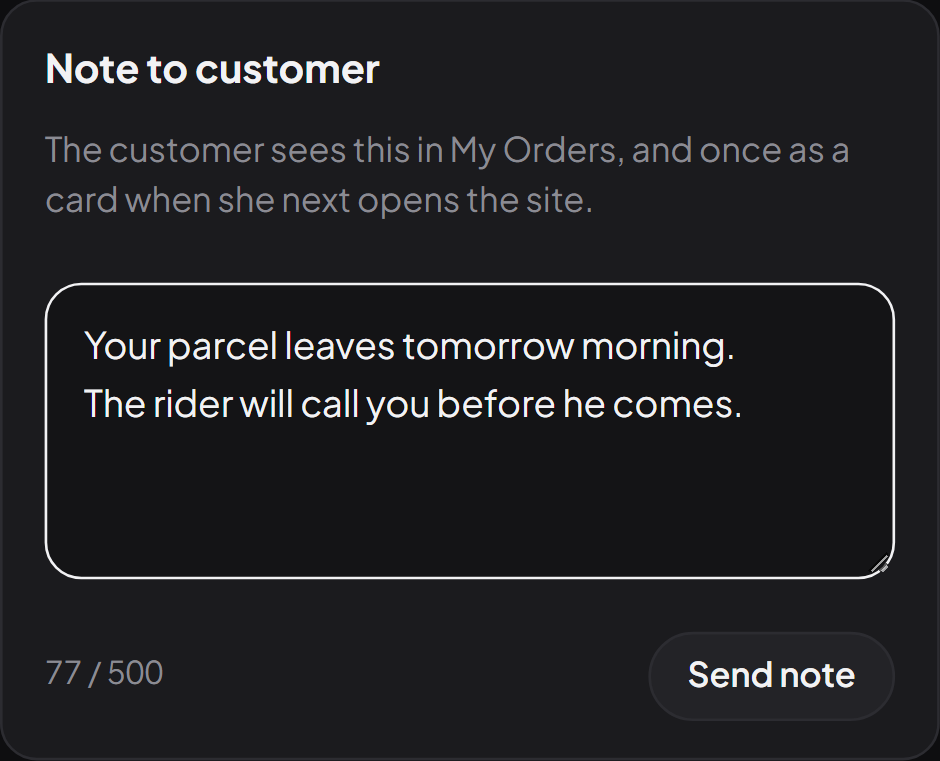 Note to customer
The customer sees this in My Orders, and once as a
card when she next opens the site.
Your parcel leaves tomorrow morning.
The rider will call you before he comes.
77 / 500
Send note